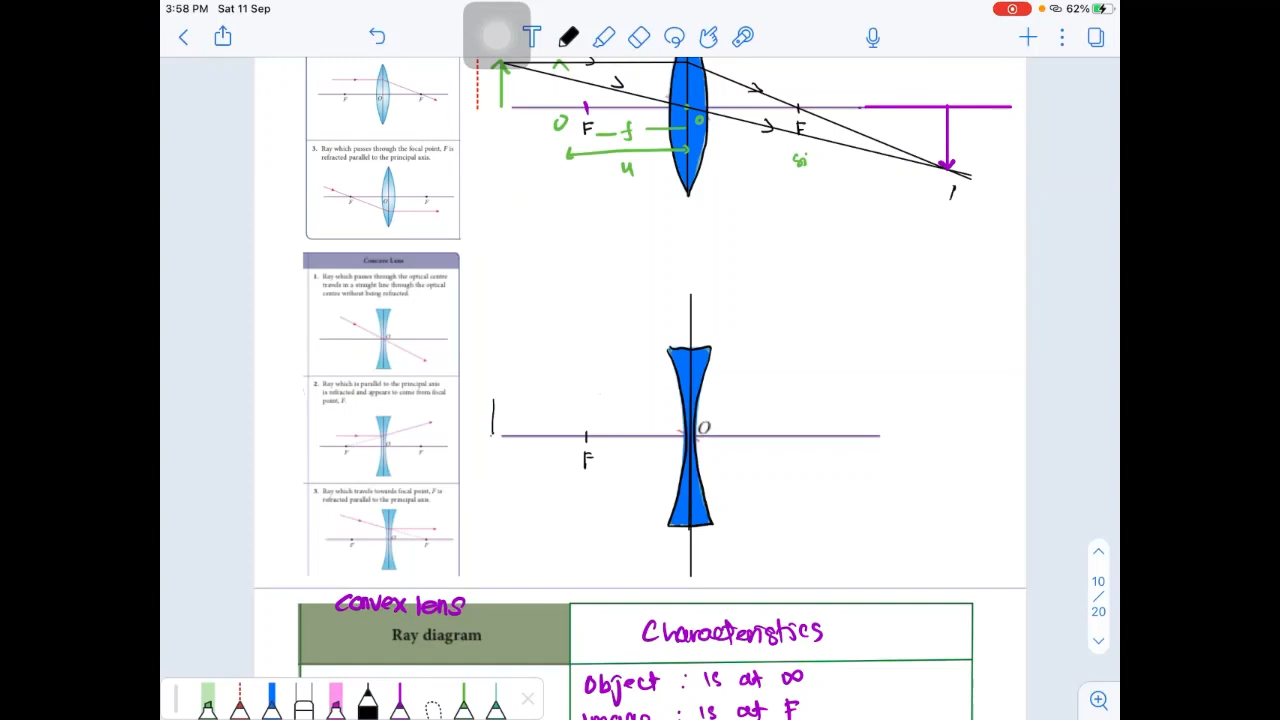 3:58 PM Sat 11 Sep
62%
T
F
O
F
3. Ray which passes through the focal point, F is
refracted parallel to the principal axis.
F
O
F
O
F
f
o
F
u
I
Concave Lens
1. Ray which passes through the optical centre
travels in a straight line through the optical
centre without being refracted.
O
2. Ray which is parallel to the principal axis
is refracted and appears to come from focal
point, F.
F
O
F
3. Ray which travels towards focal point, F is
refracted parallel to the principal axis.
F
O
F
O
F
10
20
convex lens
Ray diagram
Characteristics
Object : is at ∞
image : is at F